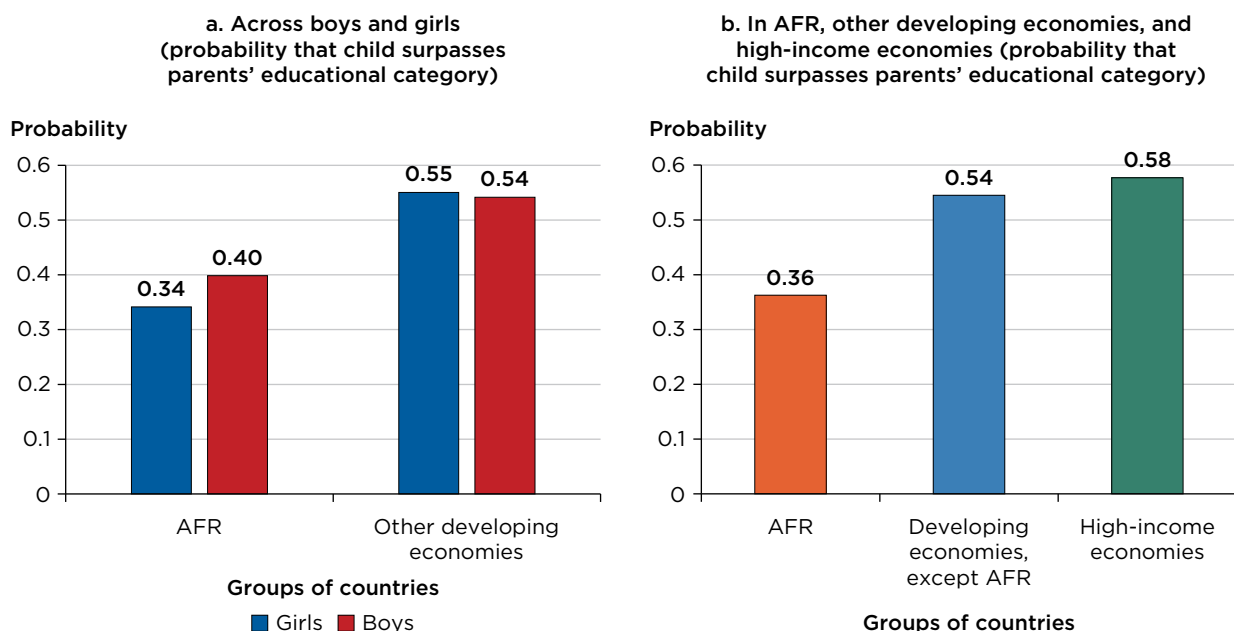 a. Across boys and girls
(probability that child surpasses
parents’ educational category)
Probability
0.6
0.5
0.4
0.3
0.2
0.1
0
0.34
0.40
0.55
0.54
AFR
Other developing
economies
Groups of countries
Girls
Boys
b. In AFR, other developing economies, and
high-income economies (probability that
child surpasses parents’ educational category)
Probability
0.6
0.5
0.4
0.3
0.2
0.1
0
0.36
0.54
0.58
AFR
Developing
economies,
except AFR
High-income
economies
Groups of countries